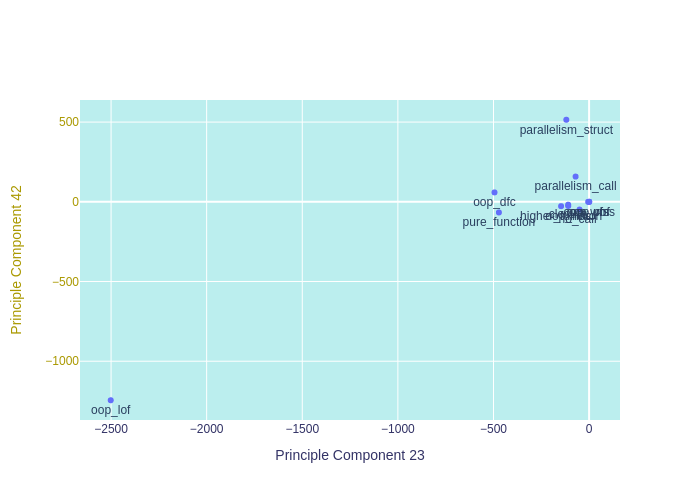 500
parallelism_struct
parallelism_call
0
oop_dfc
pure_function
−500
−1000
oop_lof
−2500
−2000
−1500
−1000
−500
0
Principle Component 23
Principle Component 42